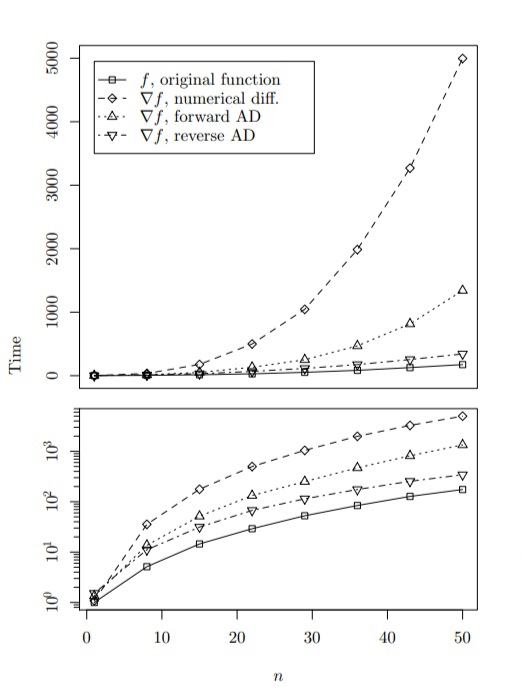 f, original function
∇f, numerical diff.
∇f, forward AD
∇f, reverse AD
5000
4000
3000
2000
1000
0
Time
10³
10²
10¹
10⁰
0 10 20 30 40 50
n